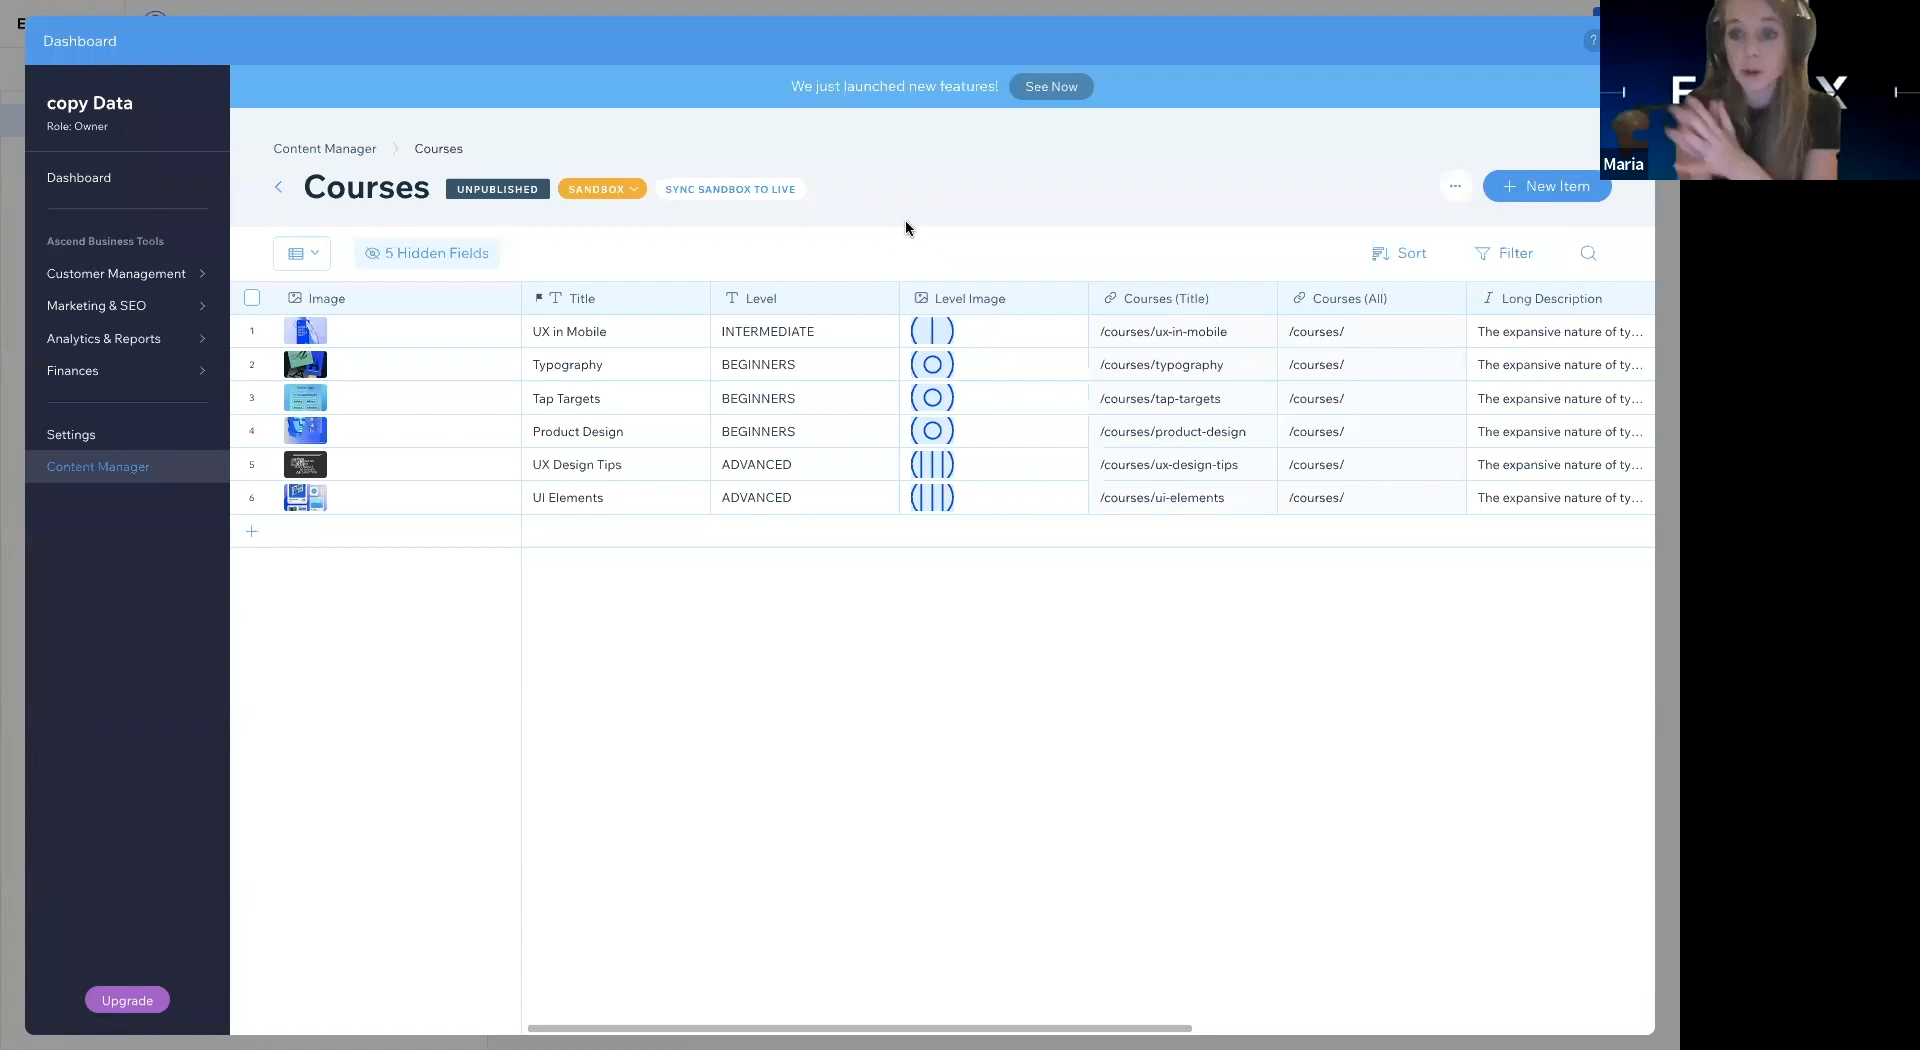 E
Dashboard
?
copy Data
Role: Owner
Dashboard
Ascend Business Tools
Customer Management
Marketing & SEO
Analytics & Reports
Finances
Settings
Content Manager
Upgrade
We just launched new features! See Now
Content Manager > Courses
Courses UNPUBLISHED SANDBOX SYNC SANDBOX TO LIVE
... + New Item
5 Hidden Fields Sort Filter
Image Title Level Level Image Courses (Title) Courses (All) Long Description
1 UX in Mobile INTERMEDIATE /courses/ux-in-mobile /courses/ The expansive nature of ty...
2 Typography BEGINNERS /courses/typography /courses/ The expansive nature of ty...
3 Tap Targets BEGINNERS /courses/tap-targets /courses/ The expansive nature of ty...
4 Product Design BEGINNERS /courses/product-design /courses/ The expansive nature of ty...
5 UX Design Tips ADVANCED /courses/ux-design-tips /courses/ The expansive nature of ty...
6 UI Elements ADVANCED /courses/ui-elements /courses/ The expansive nature of ty...
+
Maria